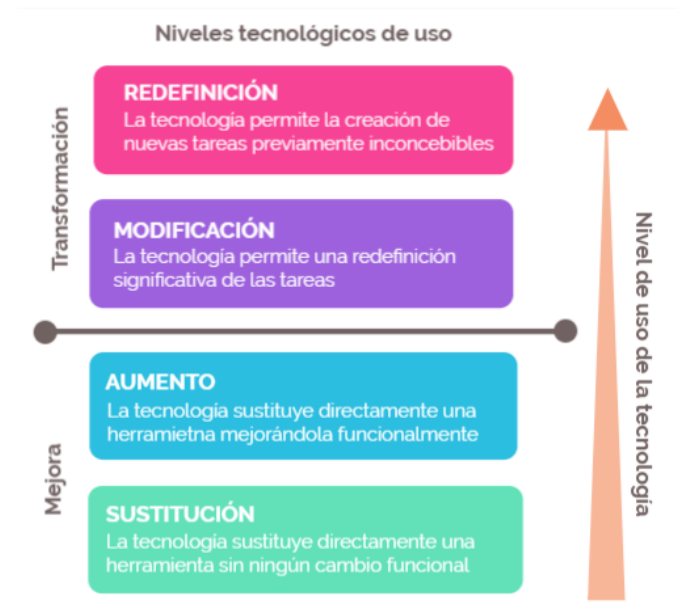 Niveles tecnológicos de uso
Transformación
REDEFINICIÓN
La tecnología permite la creación de
nuevas tareas previamente inconcebibles
MODIFICACIÓN
La tecnología permite una redefinición
significativa de las tareas
Mejora
AUMENTO
La tecnología sustituye directamente una
herramietna mejorándola funcionalmente
SUSTITUCIÓN
La tecnología sustituye directamente una
herramienta sin ningún cambio funcional
Nivel de uso de la tecnología